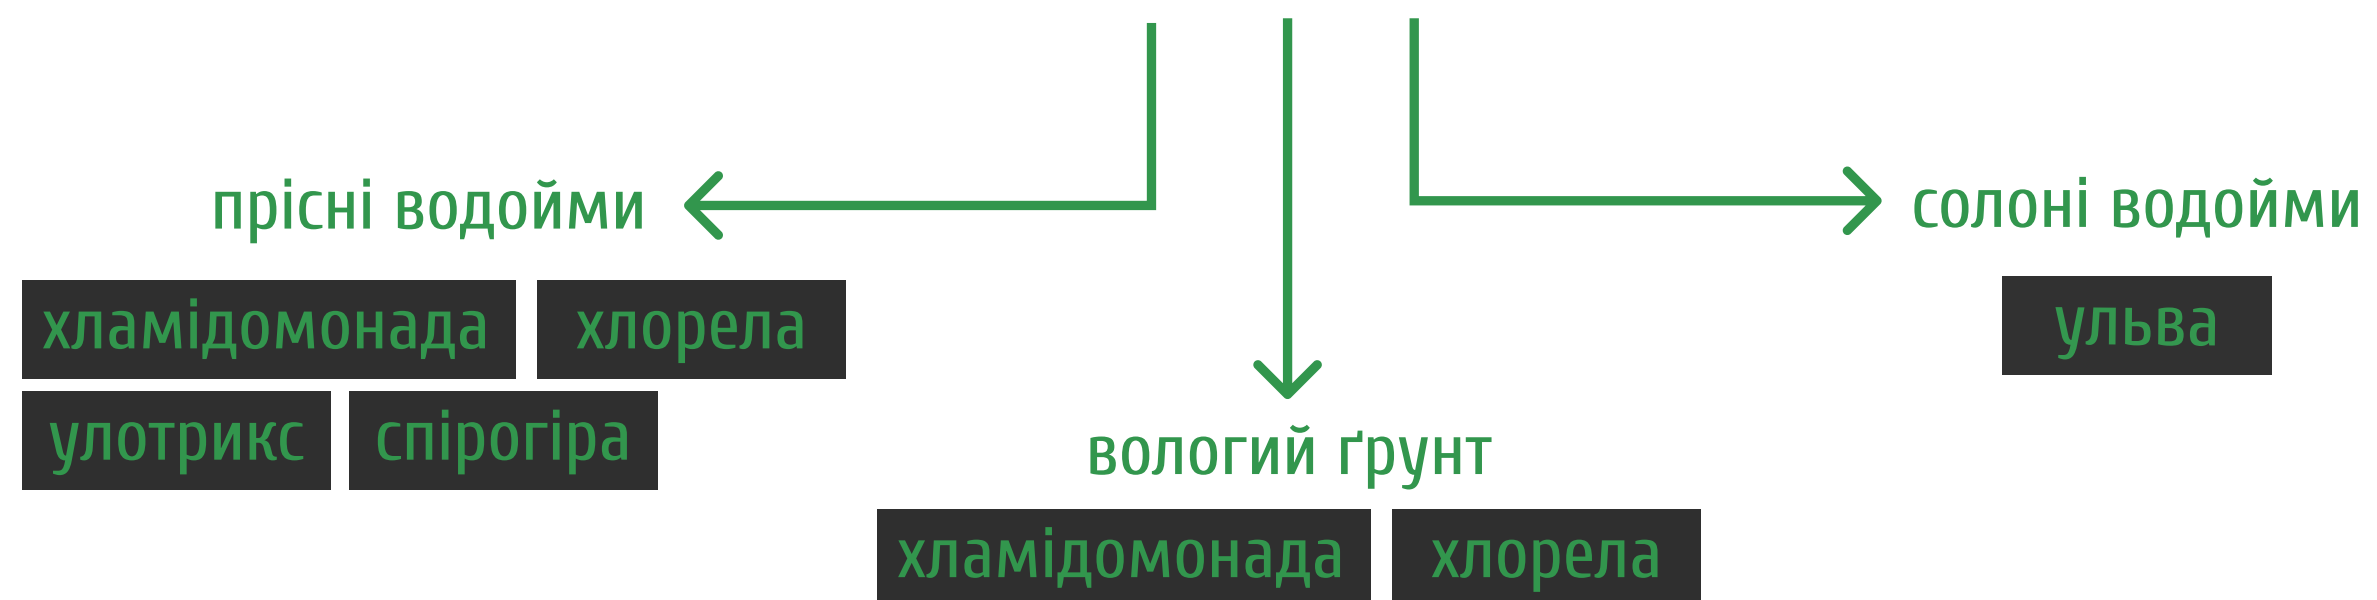 прісні водойми
солоні водойми
хламідомонада хлорела
ульва
улотрикс спірогіра
вологий ґрунт
хламідомонада хлорела